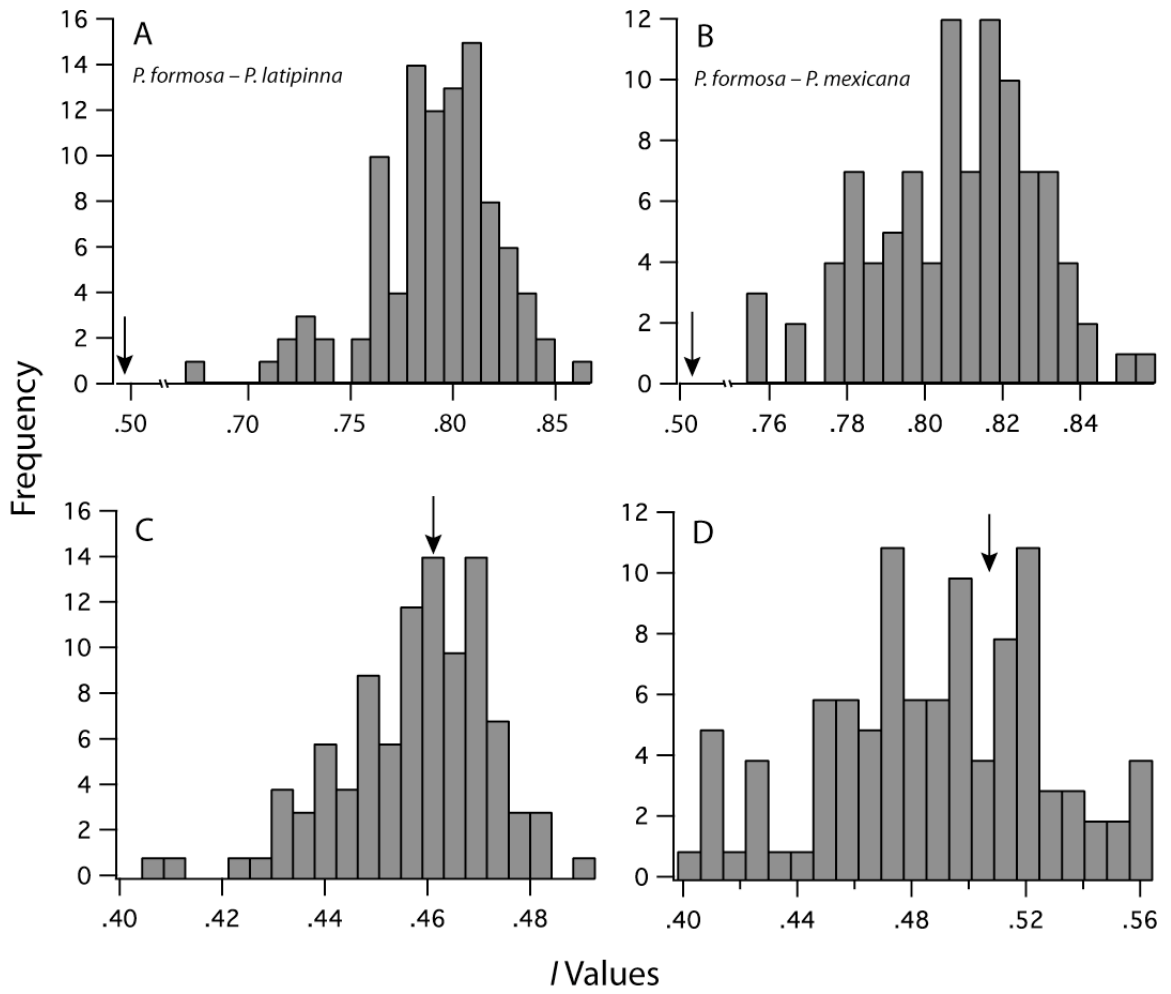 A
P. formosa – P. latipinna
16
14
12
10
8
6
4
2
0
.50 .70 .75 .80 .85
B
P. formosa – P. mexicana
12
10
8
6
4
2
0
.50 .76 .78 .80 .82 .84
Frequency
C
16
14
12
10
8
6
4
2
0
.40 .42 .44 .46 .48
D
12
10
8
6
4
2
0
.40 .44 .48 .52 .56
I Values